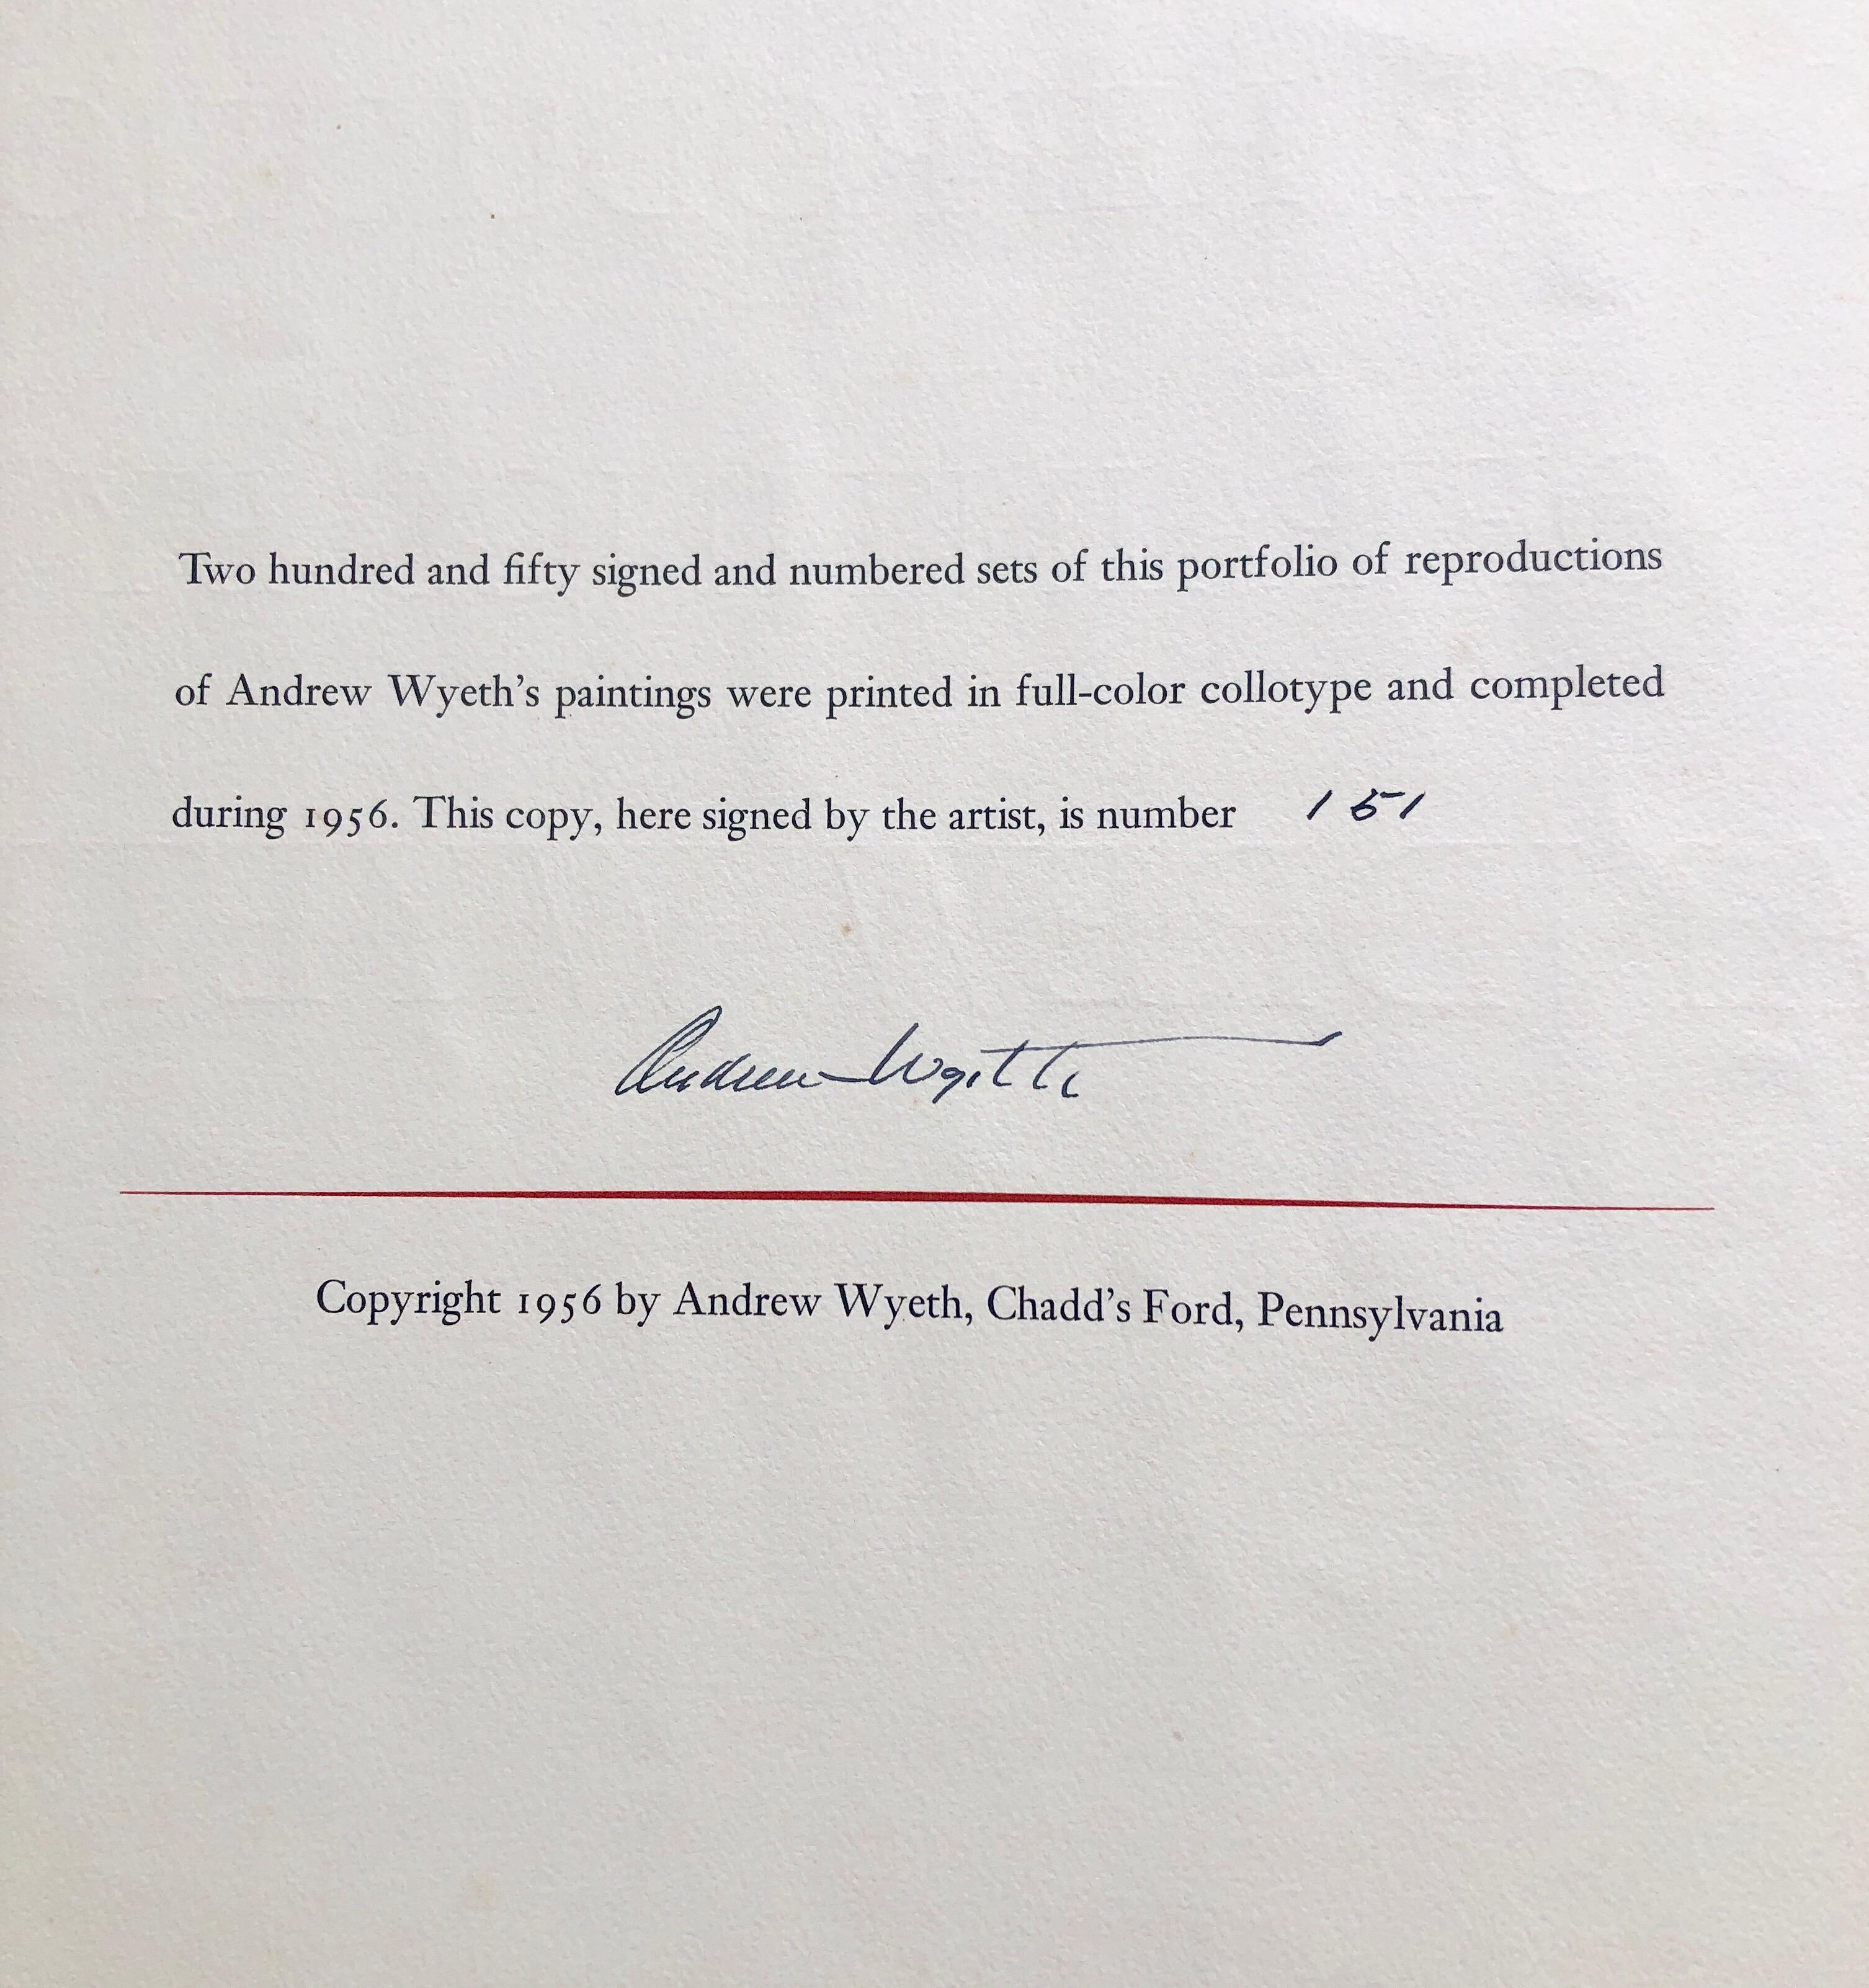 Two hundred and fifty signed and numbered sets of this portfolio of reproductions
of Andrew Wyeth's paintings were printed in full-color collotype and completed
during 1956. This copy, here signed by the artist, is number 151
Andrew Wyeth
Copyright 1956 by Andrew Wyeth, Chadd's Ford, Pennsylvania